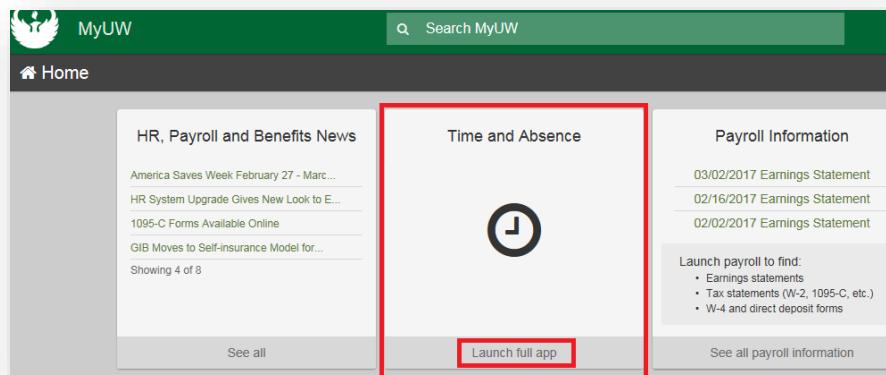 MyUW
Search MyUW
Home
HR, Payroll and Benefits News
America Saves Week February 27 - Marc...
HR System Upgrade Gives New Look to E...
1095-C Forms Available Online
GIB Moves to Self-insurance Model for...
Showing 4 of 8
See all
Time and Absence
Launch full app
Payroll Information
03/02/2017 Earnings Statement
02/16/2017 Earnings Statement
02/02/2017 Earnings Statement
Launch payroll to find:
• Earnings statements
• Tax statements (W-2, 1095-C, etc.)
• W-4 and direct deposit forms
See all payroll information